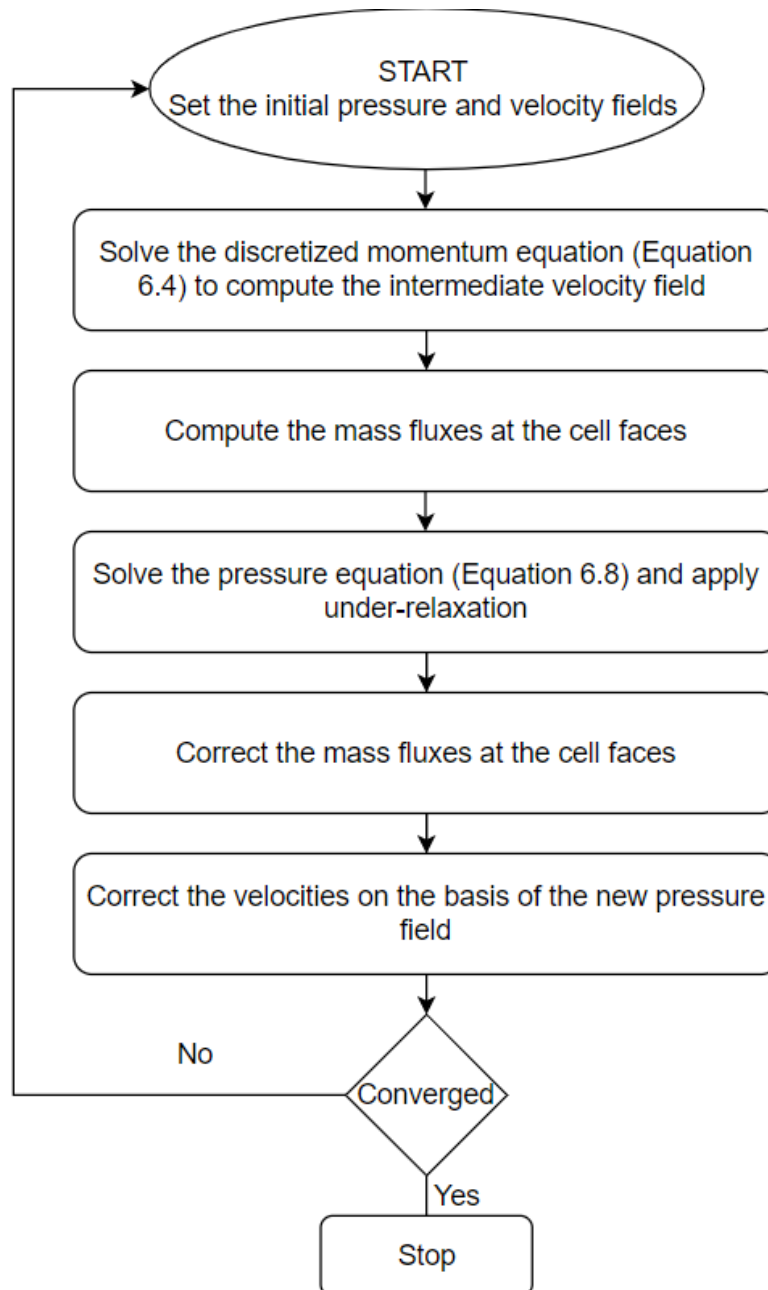 START
Set the initial pressure and velocity fields
Solve the discretized momentum equation (Equation
6.4) to compute the intermediate velocity field
Compute the mass fluxes at the cell faces
Solve the pressure equation (Equation 6.8) and apply
under-relaxation
Correct the mass fluxes at the cell faces
Correct the velocities on the basis of the new pressure
field
No
Converged
Yes
Stop